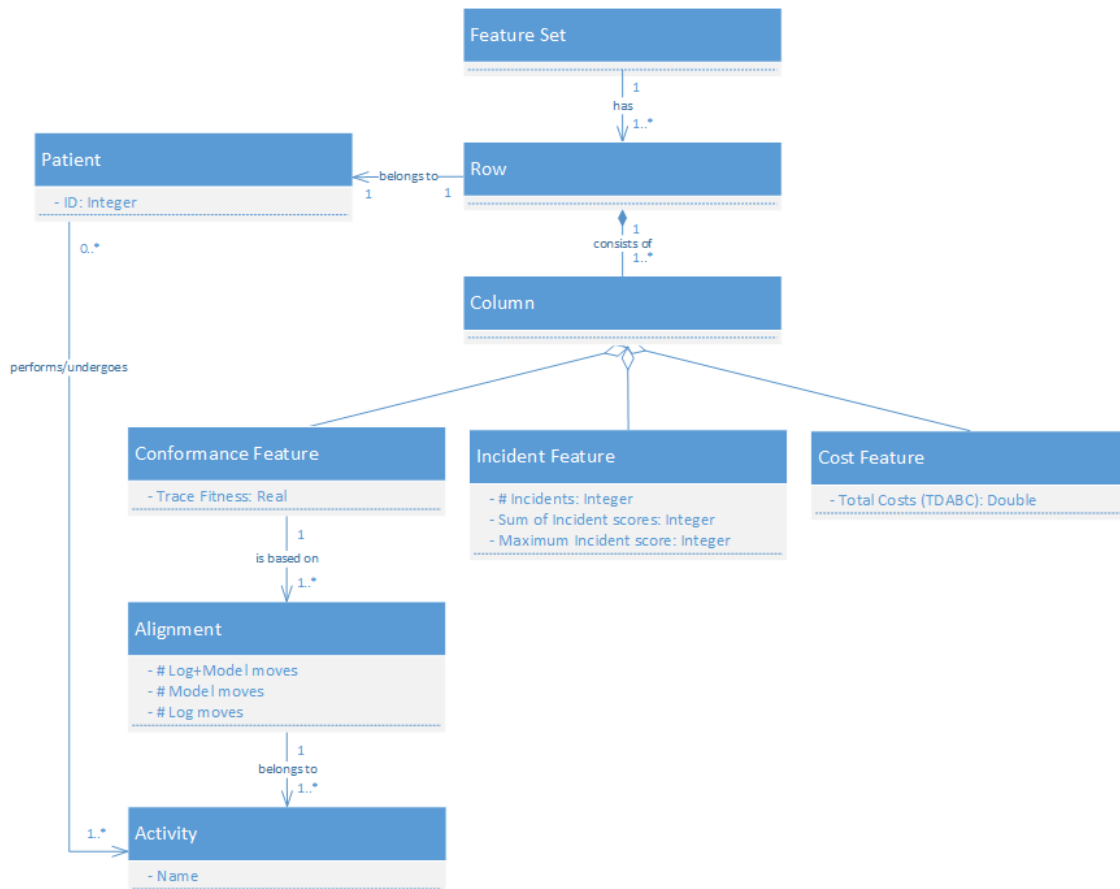 Feature Set
1
has
1..*
Patient
- ID: Integer
belongs to
1
1
Row
1
consists of
1..*
Column
0..*
performs/undergoes
1..*
Conformance Feature
- Trace Fitness: Real
Incident Feature
- # Incidents: Integer
- Sum of Incident scores: Integer
- Maximum Incident score: Integer
Cost Feature
- Total Costs (TDABC): Double
1
is based on
1..*
Alignment
- # Log+Model moves
- # Model moves
- # Log moves
1
belongs to
1..*
Activity
- Name